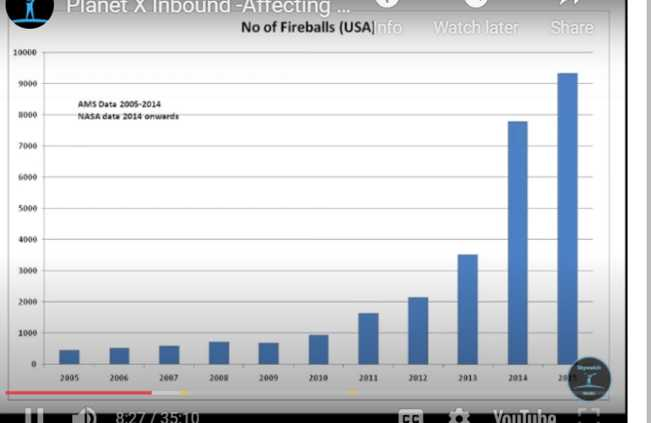 Planet X Inbound -Affecting ...
No of Fireballs (USA)
Info
Watch later
Share
10000
9000
AMS Data 2005-2014
8000
NASA data 2014 onwards
7000
6000
5000
4000
3000
2000
1000
0
2005 2006 2007 2008 2009 2010 2011 2012 2013 2014
Skywatch
8:27 / 35:10
CC
YouTube